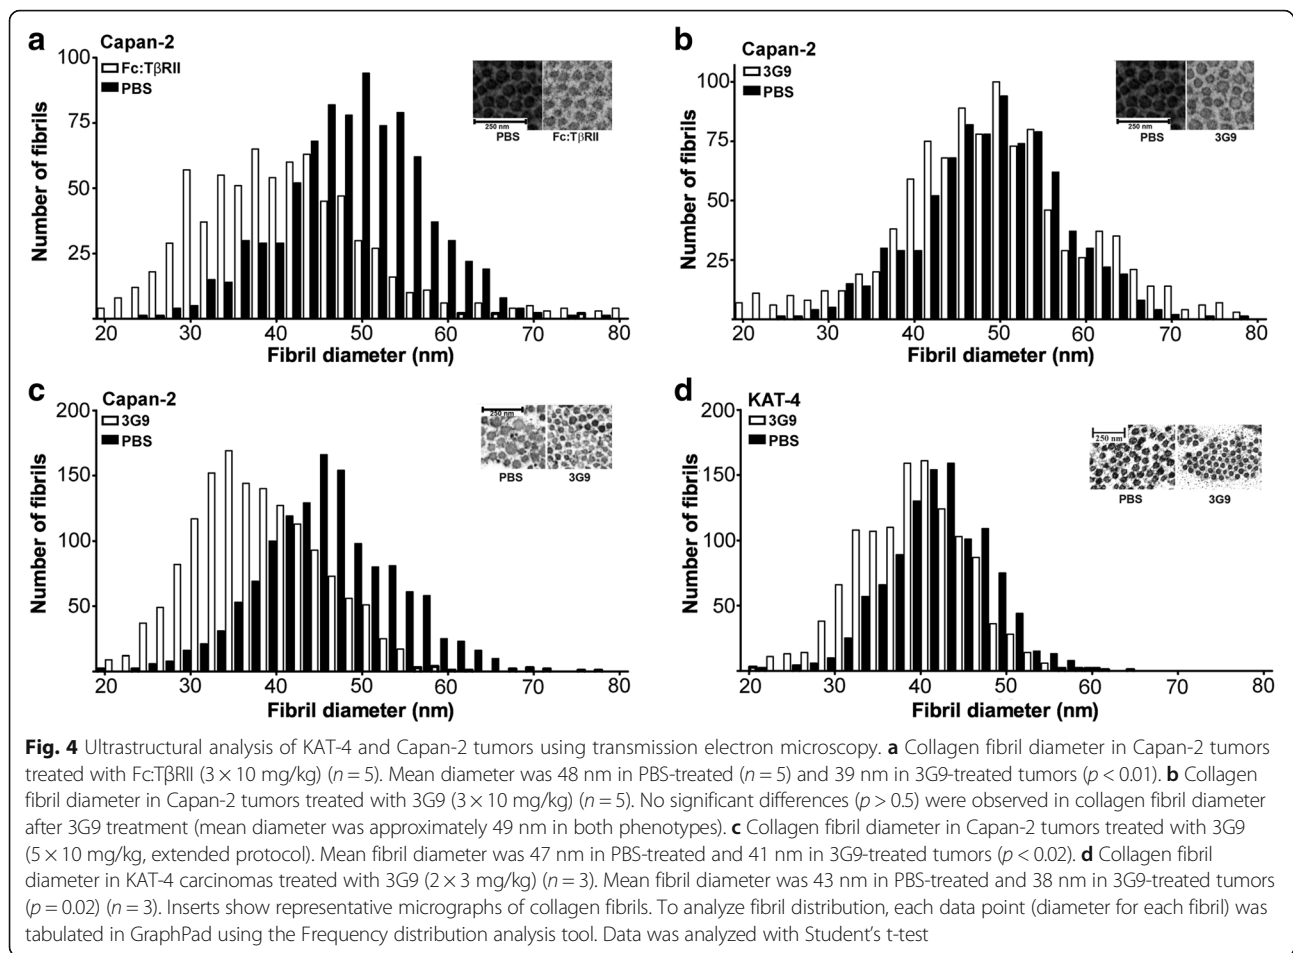 a
Capan-2
Fc:TβRII
PBS
Number of fibrils
100
75
50
25
20 30 40 50 60 70 80
Fibril diameter (nm)
250 nm
PBS Fc:TβRII
b
Capan-2
3G9
PBS
Number of fibrils
100
75
50
25
20 30 40 50 60 70 80
Fibril diameter (nm)
250 nm
PBS 3G9
c
Capan-2
3G9
PBS
Number of fibrils
200
150
100
50
20 30 40 50 60 70 80
Fibril diameter (nm)
250 nm
PBS 3G9
d
KAT-4
3G9
PBS
Number of fibrils
200
150
100
50
20 30 40 50 60 70 80
Fibril diameter (nm)
250 nm
PBS 3G9
Fig. 4 Ultrastructural analysis of KAT-4 and Capan-2 tumors using transmission electron microscopy. a Collagen fibril diameter in Capan-2 tumors
treated with Fc:TβRII (3 × 10 mg/kg) (n = 5). Mean diameter was 48 nm in PBS-treated (n = 5) and 39 nm in 3G9-treated tumors (p < 0.01). b Collagen
fibril diameter in Capan-2 tumors treated with 3G9 (3 × 10 mg/kg) (n = 5). No significant differences (p > 0.5) were observed in collagen fibril diameter
after 3G9 treatment (mean diameter was approximately 49 nm in both phenotypes). c Collagen fibril diameter in Capan-2 tumors treated with 3G9
(5 × 10 mg/kg, extended protocol). Mean fibril diameter was 47 nm in PBS-treated and 41 nm in 3G9-treated tumors (p < 0.02). d Collagen fibril
diameter in KAT-4 carcinomas treated with 3G9 (2 × 3 mg/kg) (n = 3). Mean fibril diameter was 43 nm in PBS-treated and 38 nm in 3G9-treated tumors
(p = 0.02) (n = 3). Inserts show representative micrographs of collagen fibrils. To analyze fibril distribution, each data point (diameter for each fibril) was
tabulated in GraphPad using the Frequency distribution analysis tool. Data was analyzed with Student's t-test